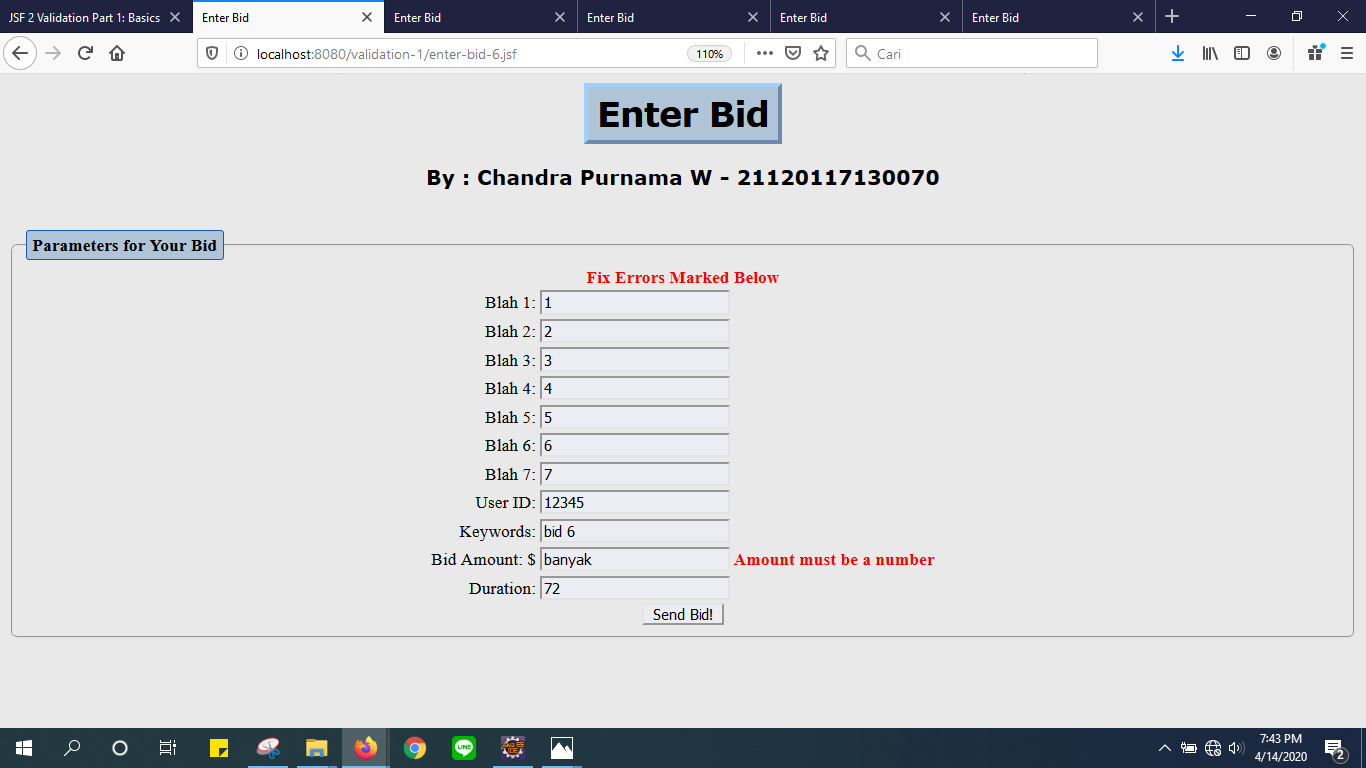 JSF 2 Validation Part 1: Basics
Enter Bid
Enter Bid
Enter Bid
Enter Bid
Enter Bid
localhost:8080/validation-1/enter-bid-6.jsf
110%
Cari
Enter Bid
By : Chandra Purnama W - 21120117130070
Parameters for Your Bid
Fix Errors Marked Below
Blah 1: 1
Blah 2: 2
Blah 3: 3
Blah 4: 4
Blah 5: 5
Blah 6: 6
Blah 7: 7
User ID: 12345
Keywords: bid 6
Bid Amount: $ banyak Amount must be a number
Duration: 72
Send Bid!
LINE
7:43 PM
4/14/2020
2